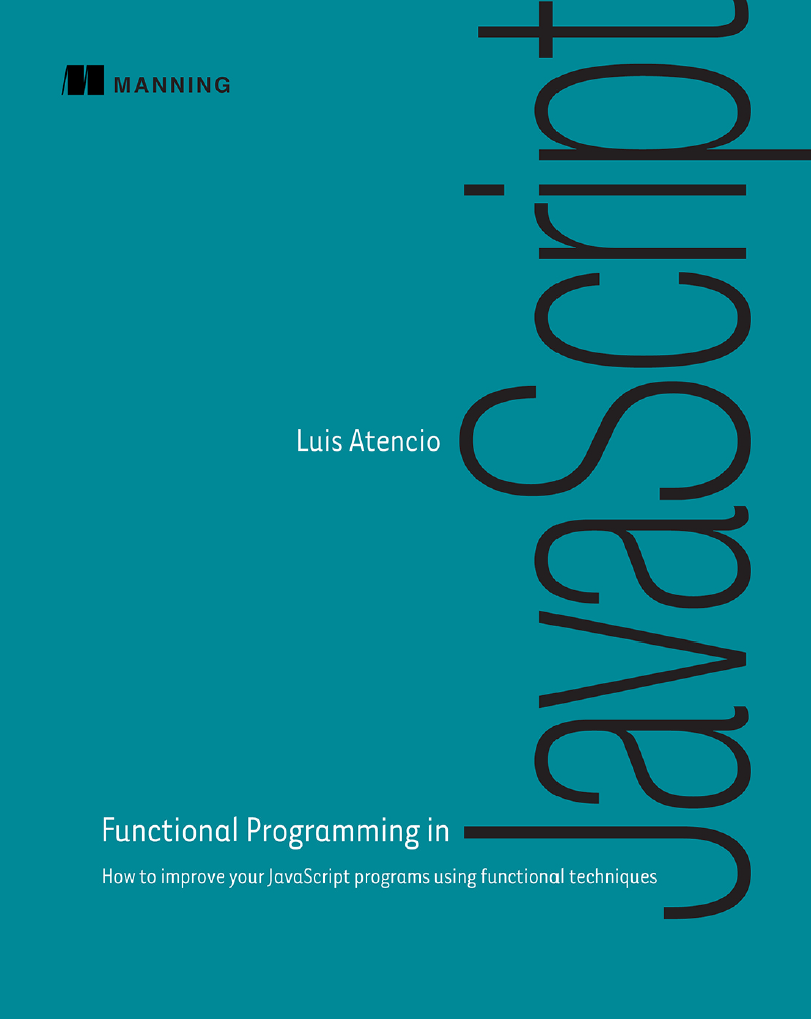 MANNING
Luis Atencio
Functional Programming in
JavaScript
How to improve your JavaScript programs using functional techniques